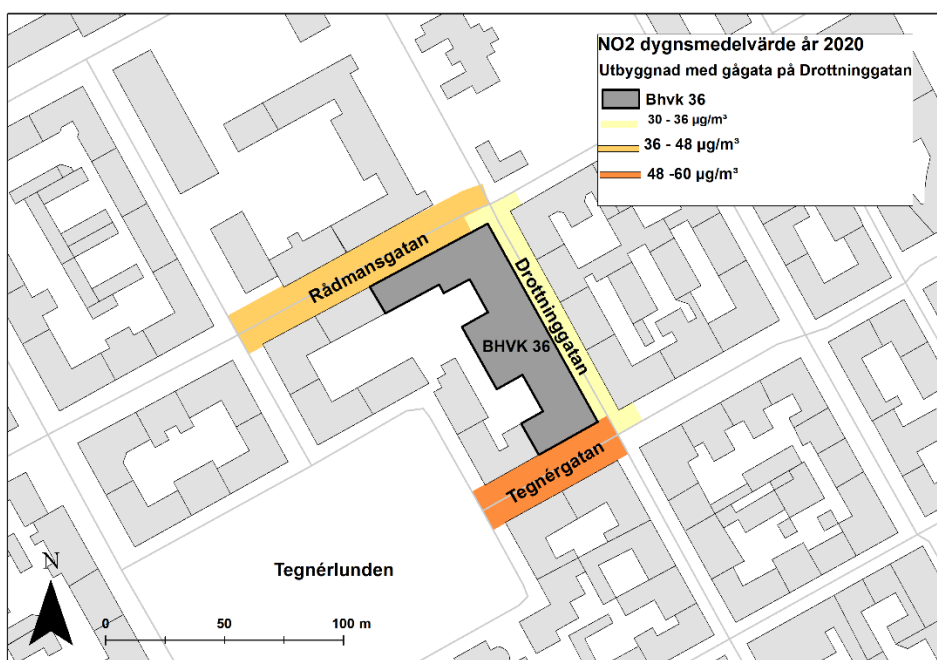 NO2 dygnsmedelvärde år 2020
Utbyggnad med gågata på Drottninggatan
Bhvk 36
30 - 36 µg/m³
36 - 48 µg/m³
48 -60 µg/m³
Rådmansgatan
Drottninggatan
BHVK 36
Tegnérgatan
Tegnérlunden
N
0 50 100 m